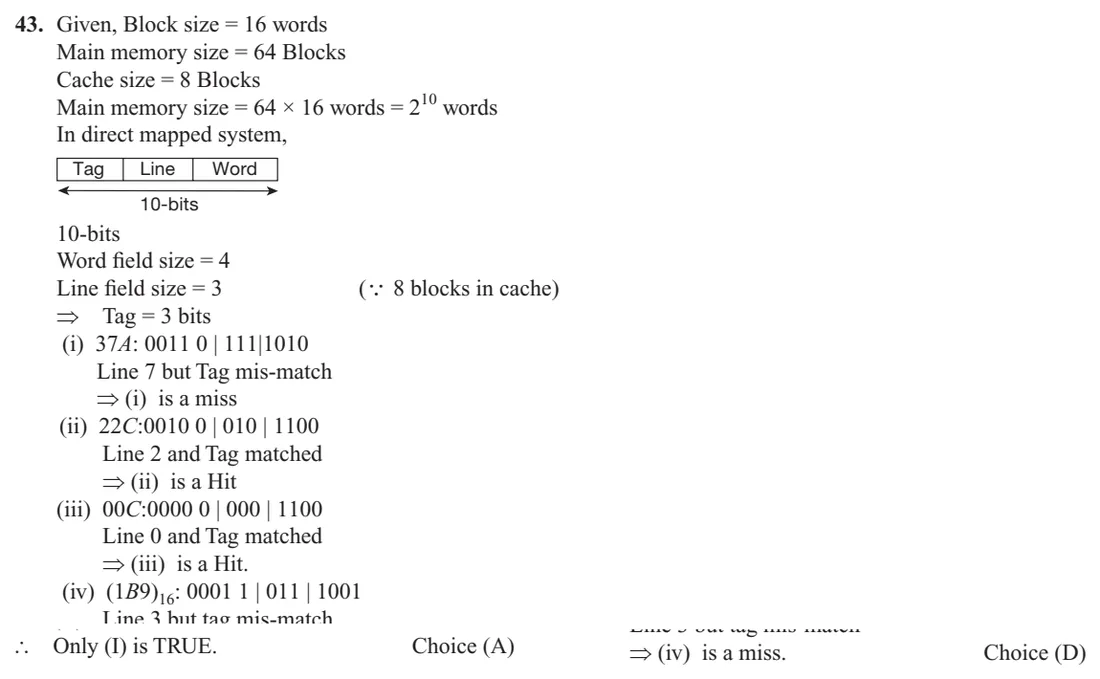 43. Given, Block size = 16 words
Main memory size = 64 Blocks
Cache size = 8 Blocks
Main memory size = 64 × 16 words = 2^10 words
In direct mapped system,
Tag | Line | Word
10-bits
10-bits
Word field size = 4
Line field size = 3 (∵ 8 blocks in cache)
⇒ Tag = 3 bits
(i) 37A: 0011 0 | 111|1010
Line 7 but Tag mis-match
⇒ (i) is a miss
(ii) 22C:0010 0 | 010 | 1100
Line 2 and Tag matched
⇒ (ii) is a Hit
(iii) 00C:0000 0 | 000 | 1100
Line 0 and Tag matched
⇒ (iii) is a Hit.
(iv) (1B9)₁₆: 0001 1 | 011 | 1001
Line 3 but tag mis-match
∴ Only (I) is TRUE. Choice (A)
⇒ (iv) is a miss. Choice (D)